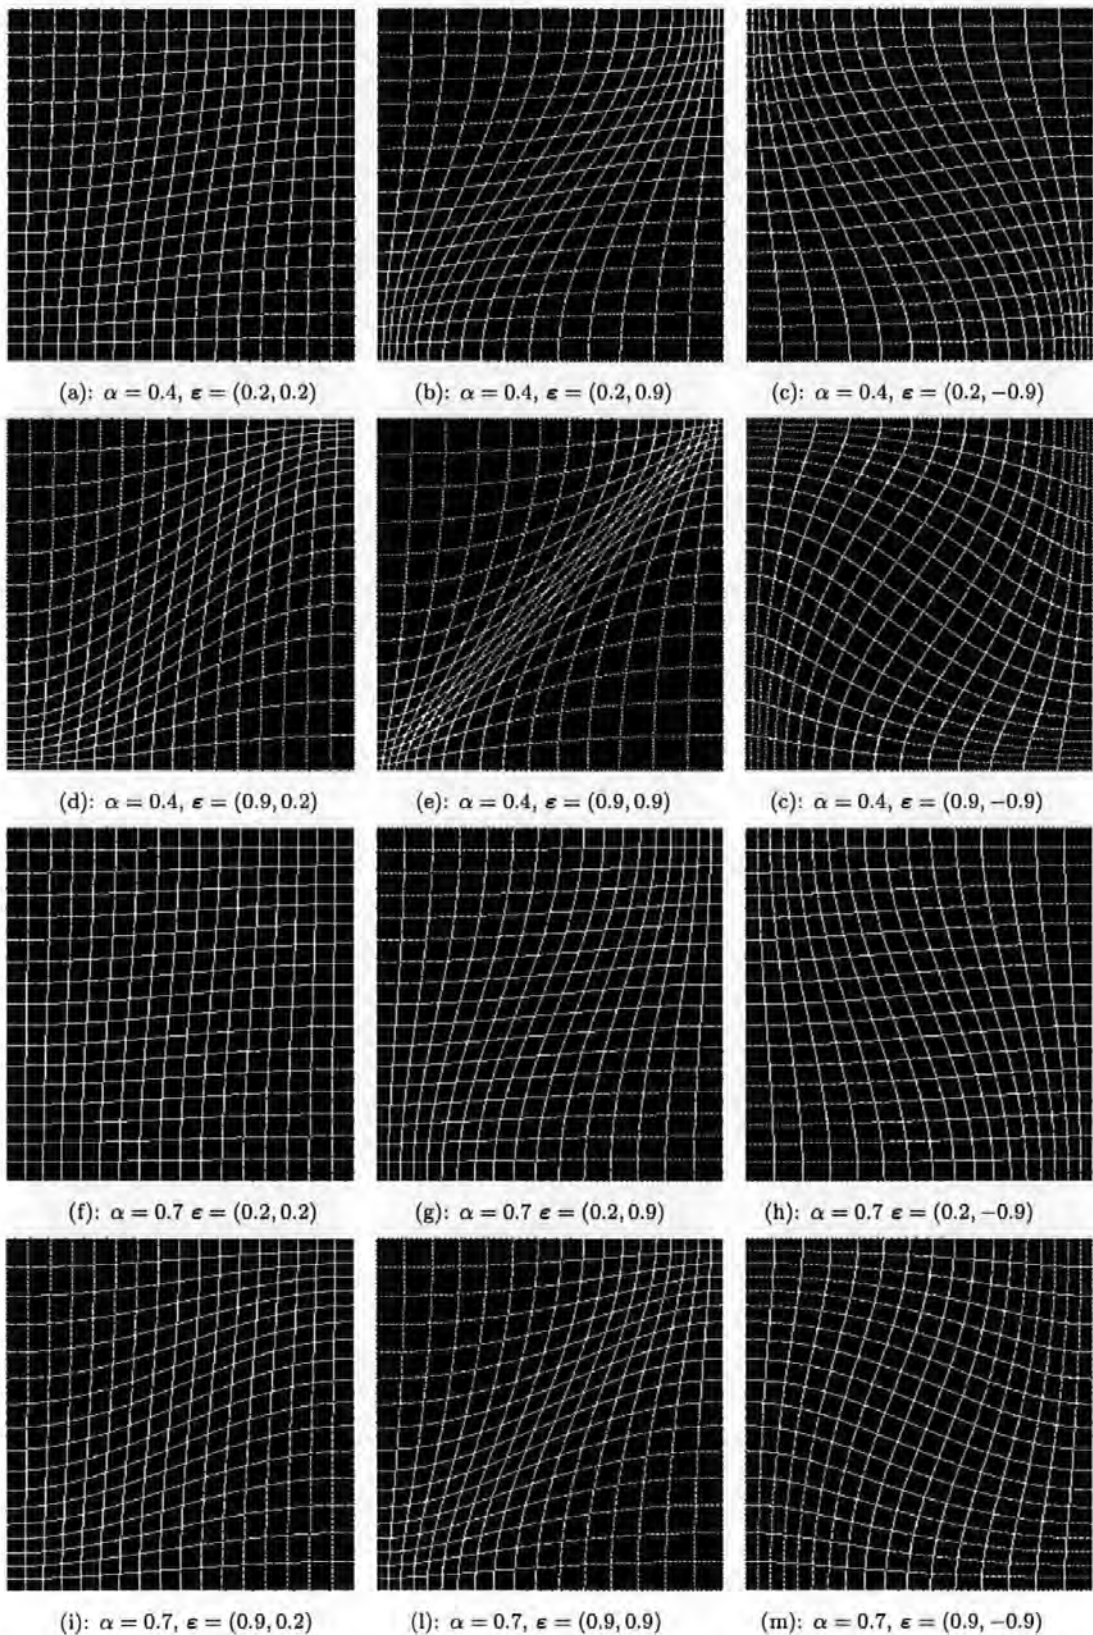 (a): α = 0.4, ε = (0.2, 0.2) (b): α = 0.4, ε = (0.2, 0.9) (c): α = 0.4, ε = (0.2, −0.9)
(d): α = 0.4, ε = (0.9, 0.2) (e): α = 0.4, ε = (0.9, 0.9) (c): α = 0.4, ε = (0.9, −0.9)
(f): α = 0.7 ε = (0.2, 0.2) (g): α = 0.7 ε = (0.2, 0.9) (h): α = 0.7 ε = (0.2, −0.9)
(i): α = 0.7, ε = (0.9, 0.2) (l): α = 0.7, ε = (0.9, 0.9) (m): α = 0.7, ε = (0.9, −0.9)